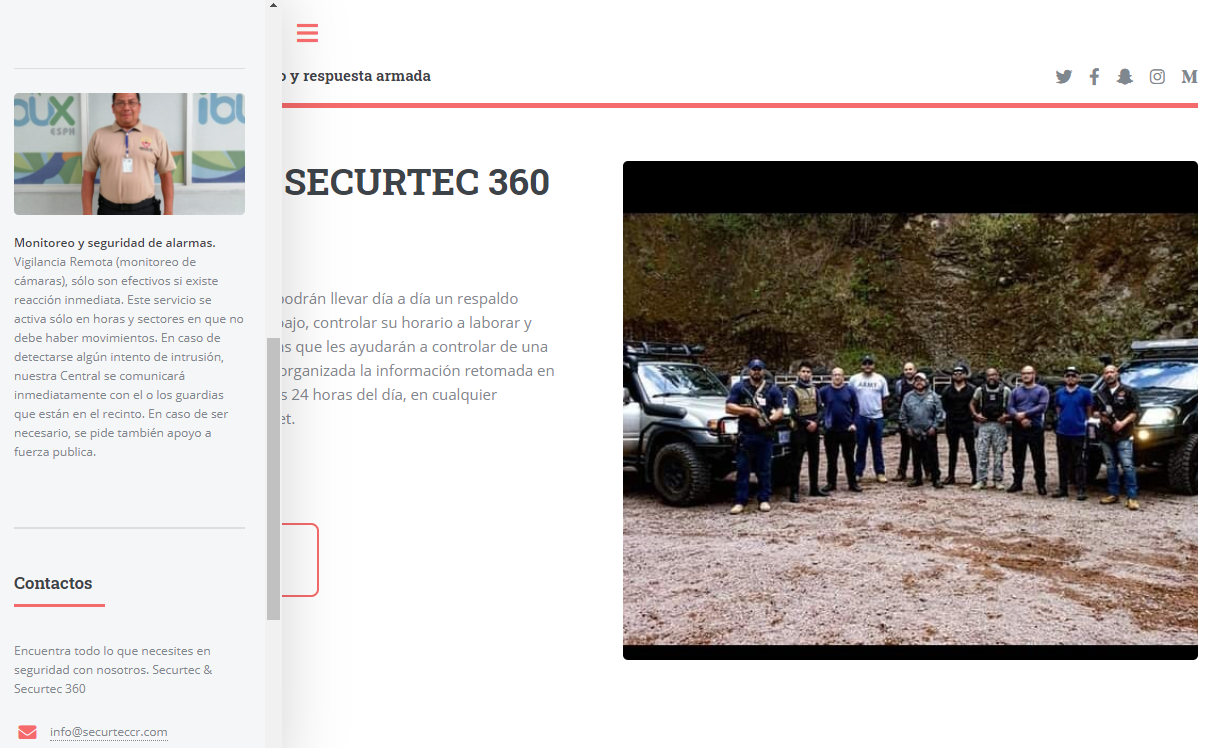 Monitoreo y seguridad de alarmas.
Vigilancia Remota (monitoreo de
cámaras), sólo son efectivos si existe
reacción inmediata. Este servicio se
activa sólo en horas y sectores en que no
debe haber movimientos. En caso de
detectarse algún intento de intrusión,
nuestra Central se comunicará
inmediatamente con el o los guardias
que están en el recinto. En caso de ser
necesario, se pide también apoyo a
fuerza publica.
Contactos
Encuentra todo lo que necesites en
seguridad con nosotros. Securtec &
Securtec 360
info@securteccr.com
y respuesta armada
M
SECURTEC 360
podrán llevar día a día un respaldo
bajo, controlar su horario a laborar y
que les ayudarán a controlar de una
organizada la información retomada en
24 horas del día, en cualquier
ESPH
ARMY